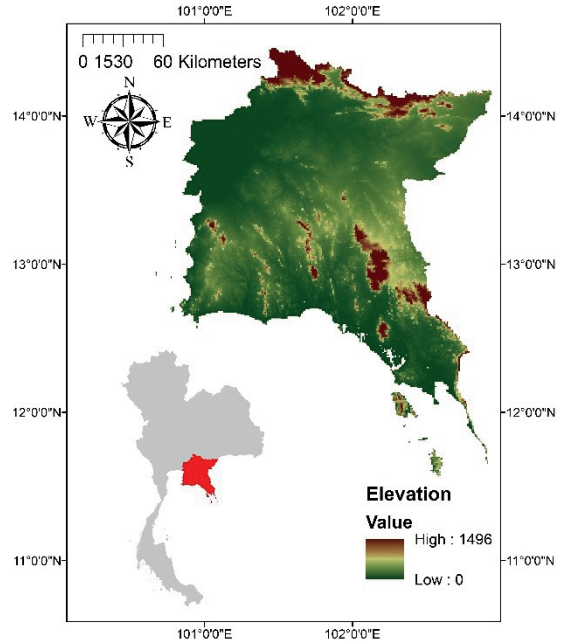 101°0'0"E 102°0'0"E
0 1530 60 Kilometers
N
W E
S
14°0'0"N 14°0'0"N
13°0'0"N 13°0'0"N
12°0'0"N 12°0'0"N
11°0'0"N 11°0'0"N
Elevation
Value
High : 1496
Low : 0
101°0'0"E 102°0'0"E